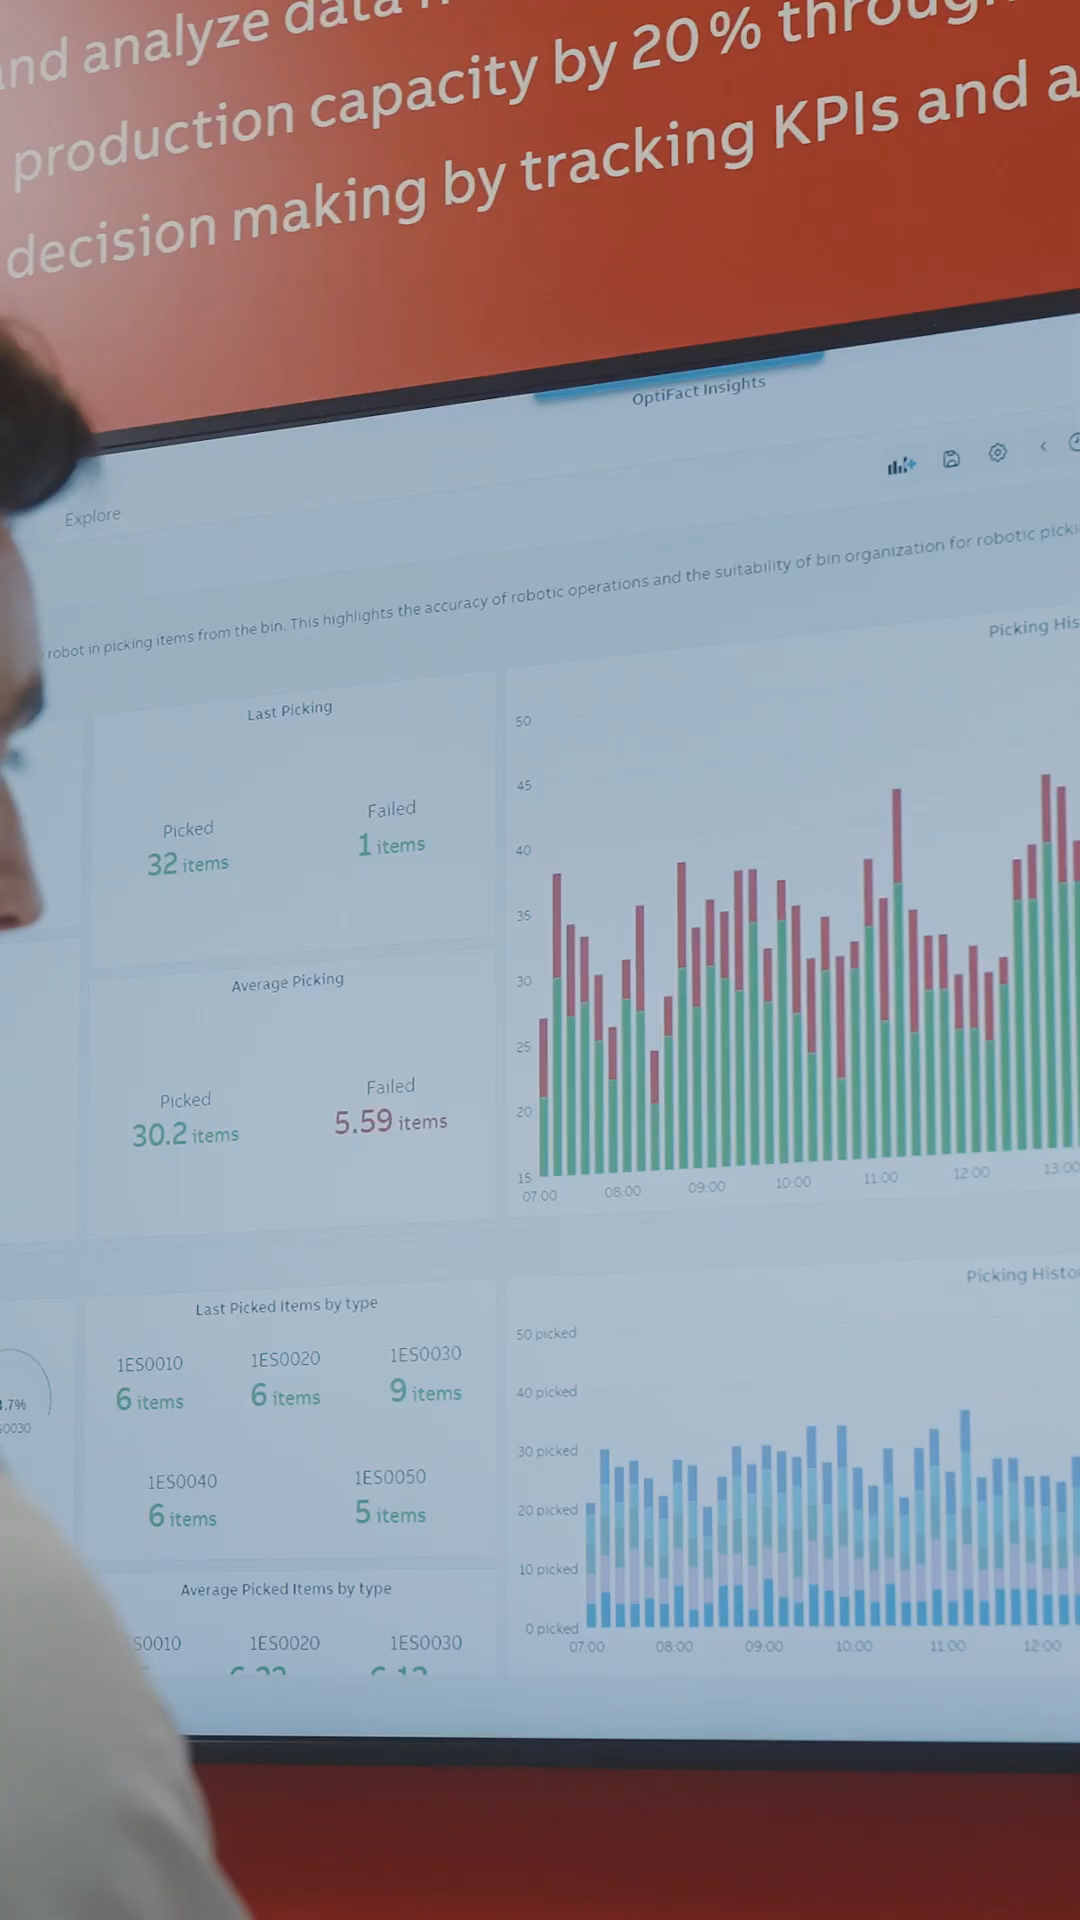 and analyze data
production capacity by 20% through
decision making by tracking KPIs and a
OptiFact Insights
Explore
robot in picking items from the bin. This highlights the accuracy of robotic operations and the suitability of bin organization for robotic picki
Last Picking
Picked
32 items
Failed
1 items
Average Picking
Picked
30.2 items
Failed
5.59 items
Picking His
50
45
40
35
30
25
20
15
07:00 08:00 09:00 10:00 11:00 12:00 13:00
.7%
0030
Last Picked Items by type
1ES0010 1ES0020 1ES0030
6 items 6 items 9 items
1ES0040 1ES0050
6 items 5 items
Average Picked Items by type
S0010 1ES0020 1ES0030
Picking Histo
50 picked
40 picked
30 picked
20 picked
10 picked
0 picked
07:00 08:00 09:00 10:00 11:00 12:00